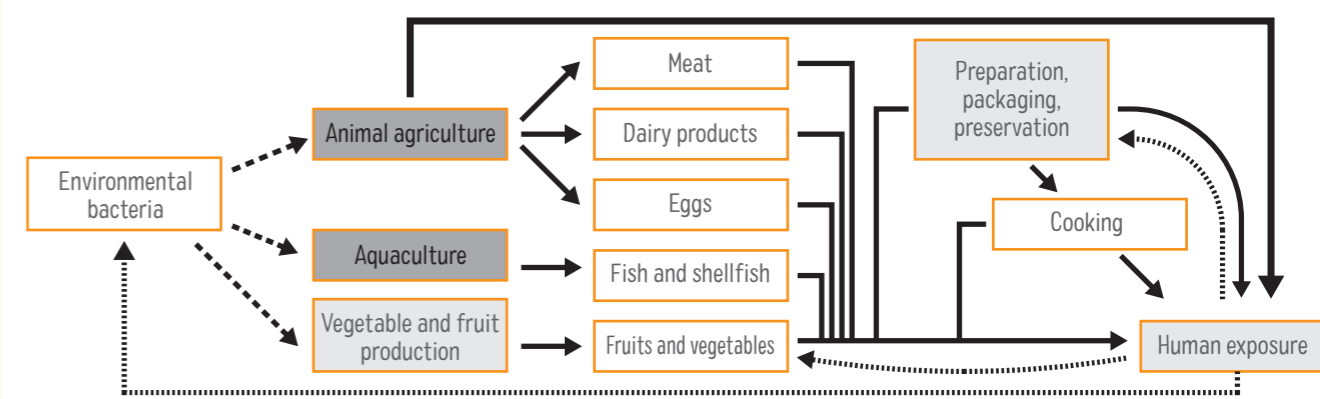 Environmental
bacteria
Animal agriculture
Aquaculture
Vegetable and fruit
production
Meat
Dairy products
Eggs
Fish and shellfish
Fruits and vegetables
Preparation,
packaging,
preservation
Cooking
Human exposure